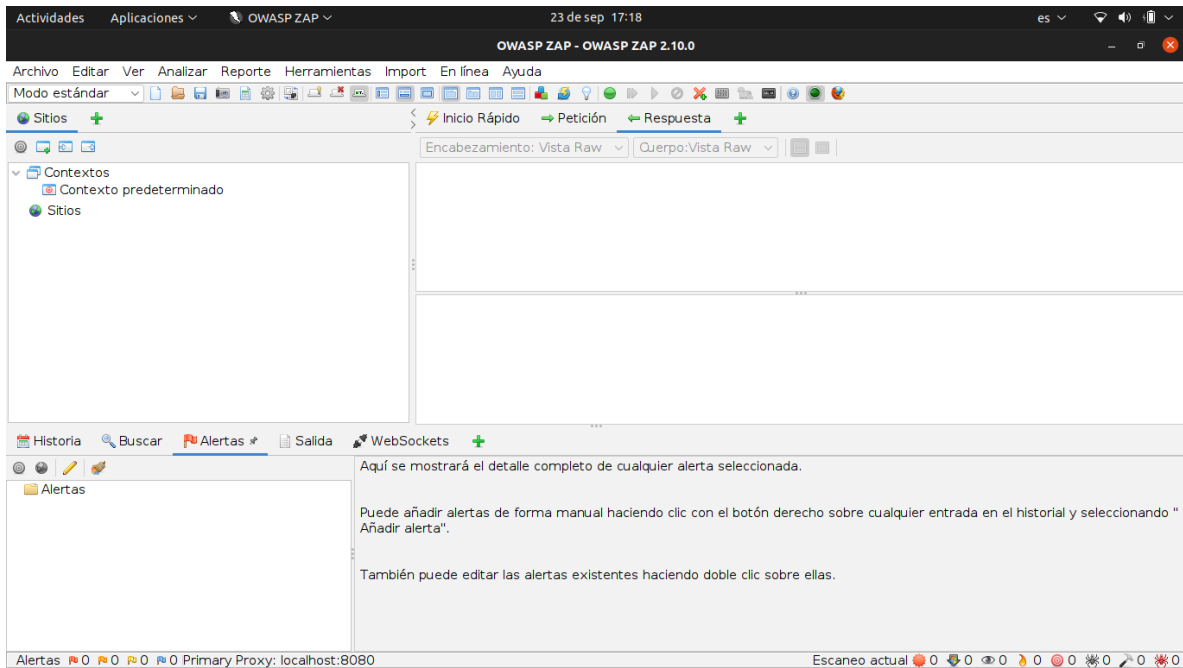 Actividades Aplicaciones OWASP ZAP 23 de sep 17:18 es
OWASP ZAP - OWASP ZAP 2.10.0
Archivo Editar Ver Analizar Reporte Herramientas Import En línea Ayuda
Modo estándar
Sitios Inicio Rápido Petición Respuesta
Encabezamiento: Vista Raw Cuerpo:Vista Raw
Contextos
Contexto predeterminado
Sitios
Historia Buscar Alertas Salida WebSockets
Alertas
Aquí se mostrará el detalle completo de cualquier alerta seleccionada.
Puede añadir alertas de forma manual haciendo clic con el botón derecho sobre cualquier entrada en el historial y seleccionando "
Añadir alerta".
También puede editar las alertas existentes haciendo doble clic sobre ellas.
Alertas 0 0 0 0 Primary Proxy: localhost:8080 Escaneo actual 0 0 0 0 0 0 0 0